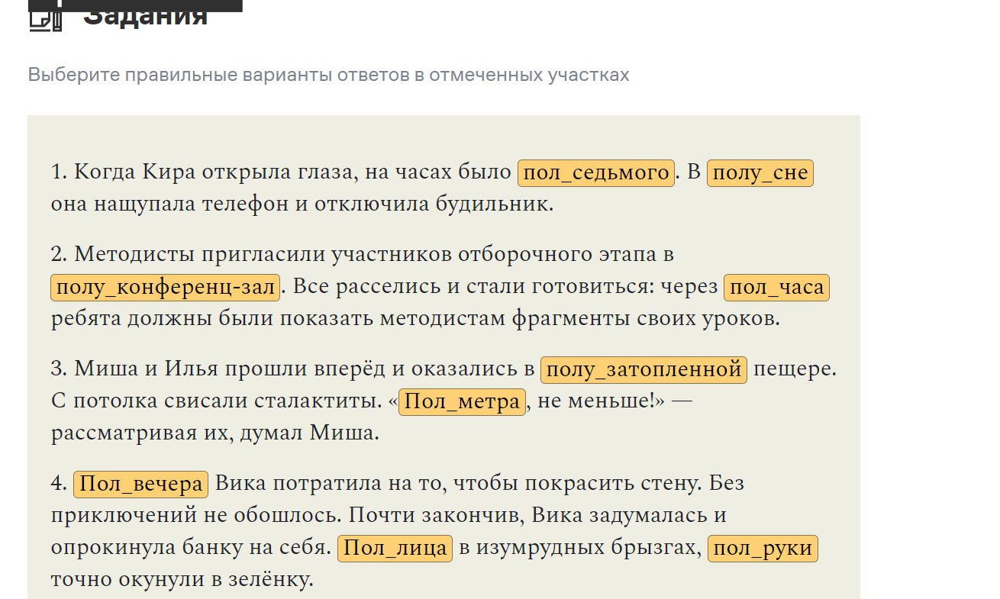 Задания
Выберите правильные варианты ответов в отмеченных участках
1. Когда Кира открыла глаза, на часах было пол_седьмого. В полу_сне
она нащупала телефон и отключила будильник.
2. Методисты пригласили участников отборочного этапа в
полу_конференц-зал. Все расселись и стали готовиться: через пол_часа
ребята должны были показать методистам фрагменты своих уроков.
3. Миша и Илья прошли вперёд и оказались в полу_затопленной пещере.
С потолка свисали сталактиты. «Пол_метра, не меньше!» —
рассматривая их, думал Миша.
4. Пол_вечера Вика потратила на то, чтобы покрасить стену. Без
приключений не обошлось. Почти закончив, Вика задумалась и
опрокинула банку на себя. Пол_лица в изумрудных брызгах, пол_руки
точно окунули в зелёнку.